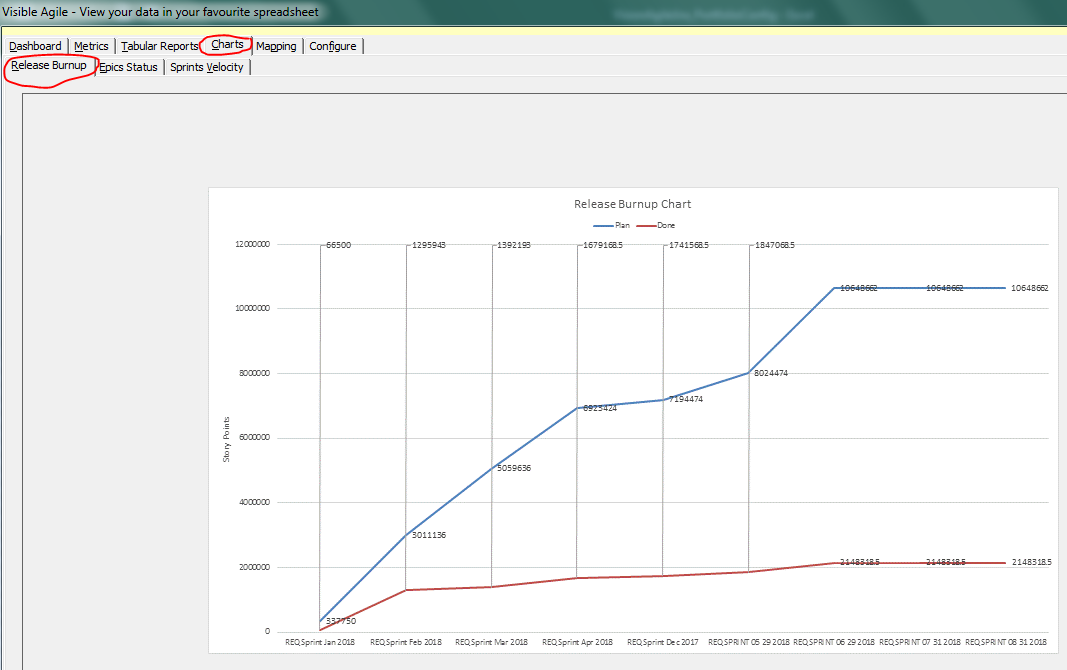 Visible Agile - View your data in your favourite spreadsheet
Dashboard Metrics Tabular Reports Charts Mapping Configure
Release Burnup Epics Status Sprints Velocity
Release Burnup Chart
Plan Done
12000000 66500 1295943 1392193 1679168.5 1741568.5 1847068.5
10648662 10648662 10648662
10000000
8000000 8024474
7194474
6925424
6000000
Story Points
5059636
4000000
3011136
2000000 2148318.5 2148318.5 2148318.5
337750
0
REQ.Sprint Jan 2018 REQ.Sprint Feb 2018 REQ.Sprint Mar 2018 REQ.Sprint Apr 2018 REQ.Sprint Dec 2017 REQ.SPRINT 05 29 2018 REQ.SPRINT 06 29 2018 REQ.SPRINT 07 31 2018 REQ.SPRINT 08 31 2018